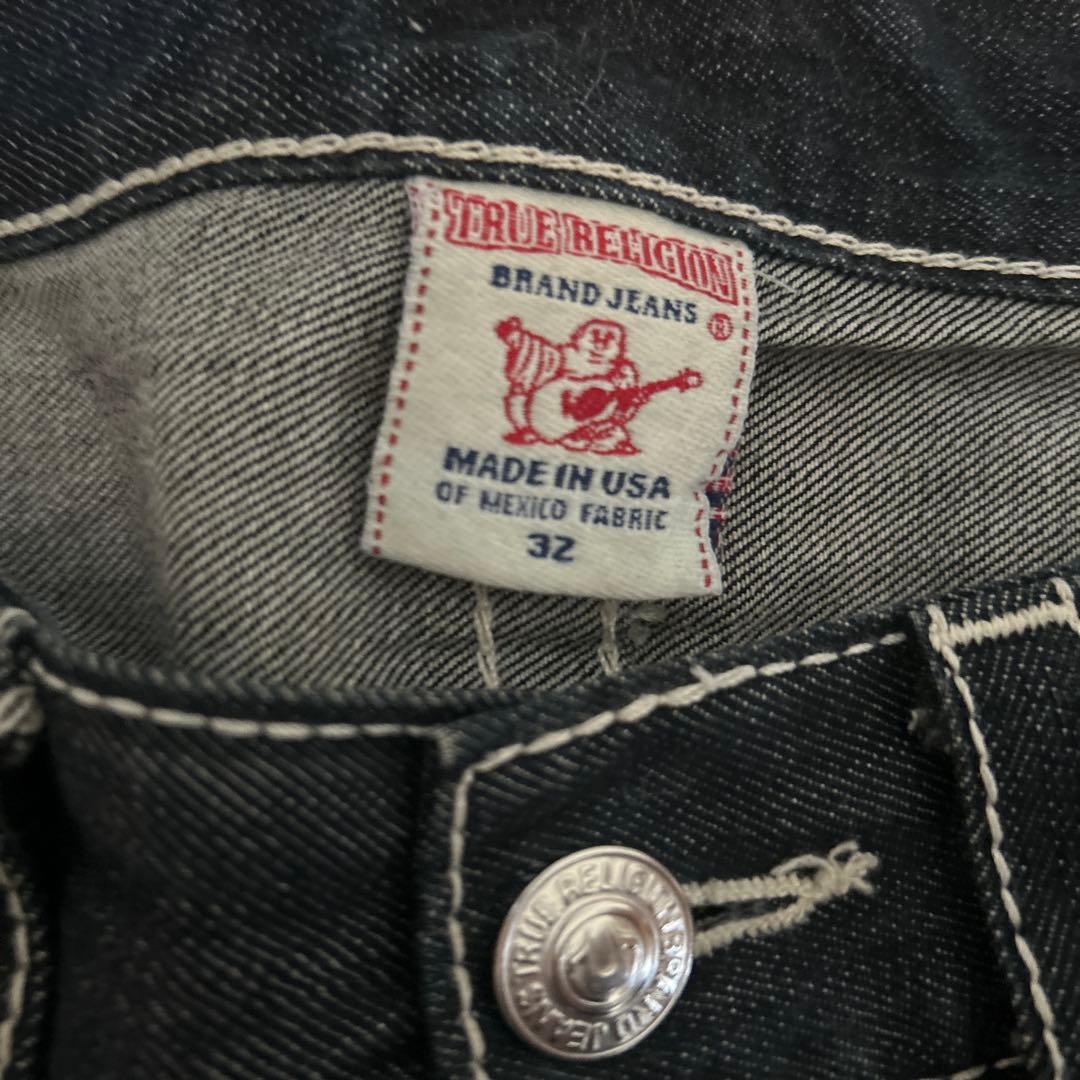 TRUE RELIGION
BRAND JEANS
®
MADE IN USA
OF MEXICO FABRIC
32
TRUE RELIGION BRAND JEANS